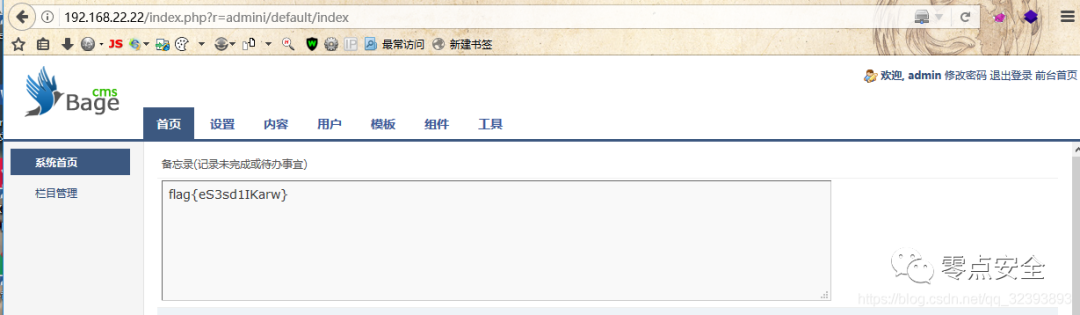 192.168.22.22/index.php?r=admini/default/index
JS
最常访问
新建书签
Bage cms
欢迎, admin 修改密码 退出登录 前台首页
首页 设置 内容 用户 模板 组件 工具
系统首页
备忘录(记录未完成或待办事宜)
栏目管理
flag{eS3sd1IKarw}
零点安全
https://blog.csdn.net/qq_32393893